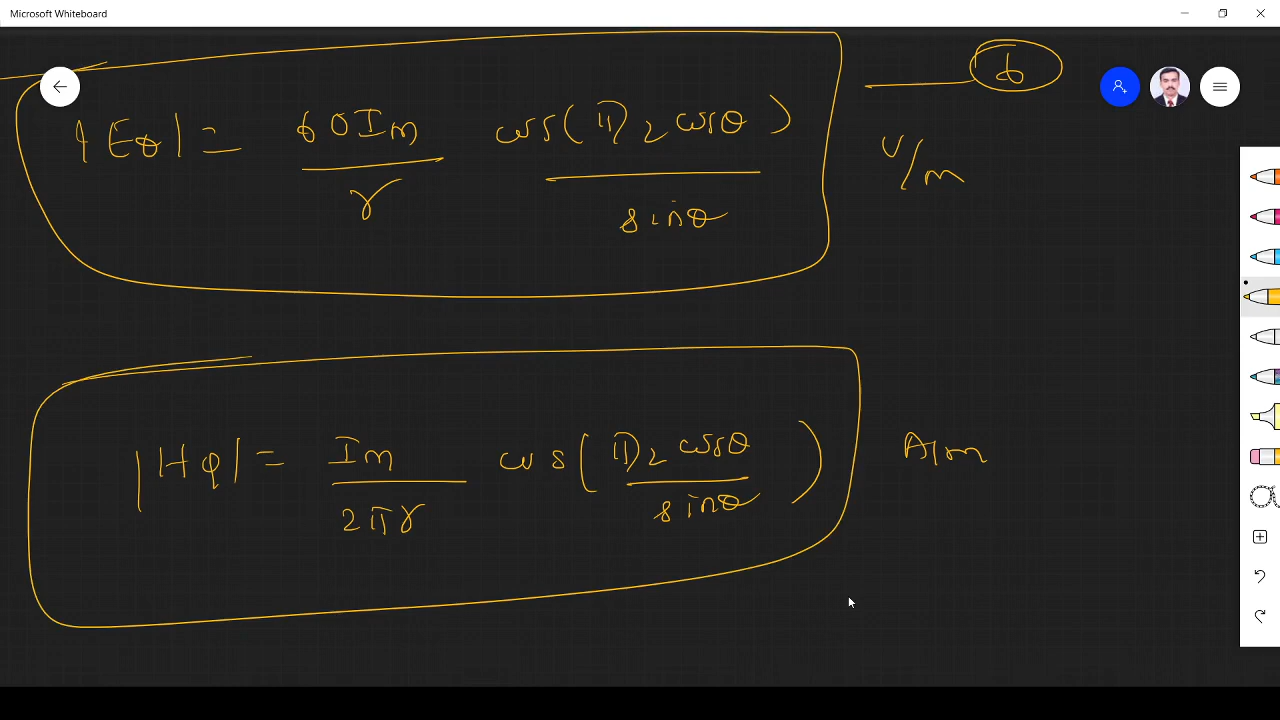 Microsoft Whiteboard
|Eθ| = 60Im/r cos(π/2 cosθ)/sinθ V/m — 6
|Hφ| = Im/2πr cos(π/2 cosθ/sinθ) A/m